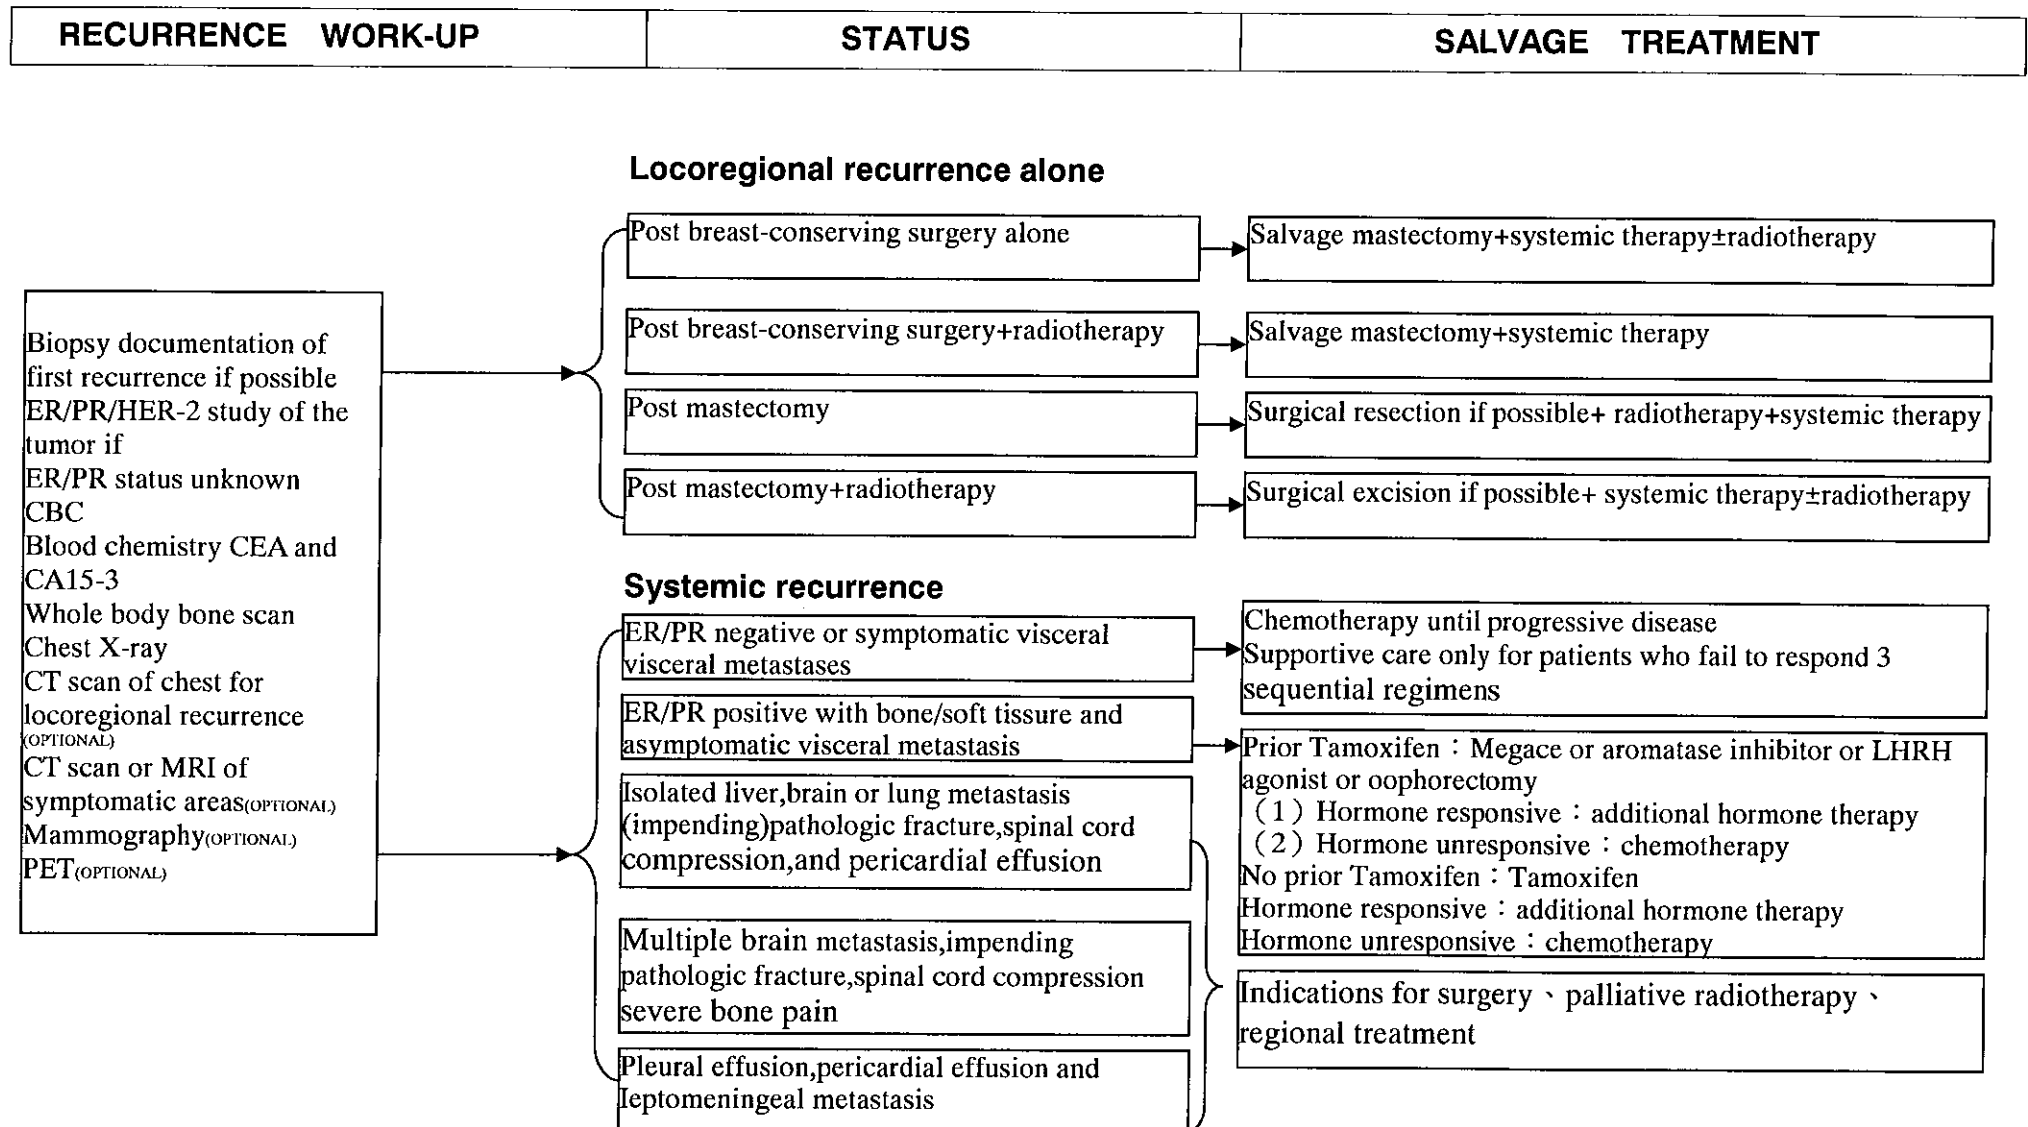 RECURRENCE WORK-UP
STATUS
SALVAGE TREATMENT
Biopsy documentation of
first recurrence if possible
ER/PR/HER-2 study of the
tumor if
ER/PR status unknown
CBC
Blood chemistry CEA and
CA15-3
Whole body bone scan
Chest X-ray
CT scan of chest for
locoregional recurrence
(OPTIONAL)
CT scan or MRI of
symptomatic areas(OPTIONAL)
Mammography(OPTIONAL)
PET(OPTIONAL)
Locoregional recurrence alone
Post breast-conserving surgery alone
Salvage mastectomy+systemic therapy±radiotherapy
Post breast-conserving surgery+radiotherapy
Salvage mastectomy+systemic therapy
Post mastectomy
Surgical resection if possible+ radiotherapy+systemic therapy
Post mastectomy+radiotherapy
Surgical excision if possible+ systemic therapy±radiotherapy
Systemic recurrence
ER/PR negative or symptomatic visceral
visceral metastases
Chemotherapy until progressive disease
Supportive care only for patients who fail to respond 3
sequential regimens
ER/PR positive with bone/soft tissure and
asymptomatic visceral metastasis
Prior Tamoxifen：Megace or aromatase inhibitor or LHRH
agonist or oophorectomy
（1）Hormone responsive：additional hormone therapy
（2）Hormone unresponsive：chemotherapy
No prior Tamoxifen：Tamoxifen
Hormone responsive：additional hormone therapy
Hormone unresponsive：chemotherapy
Isolated liver,brain or lung metastasis
(impending)pathologic fracture,spinal cord
compression,and pericardial effusion
Multiple brain metastasis,impending
pathologic fracture,spinal cord compression
severe bone pain
Pleural effusion,pericardial effusion and
leptomeningeal metastasis
Indications for surgery、palliative radiotherapy、
regional treatment